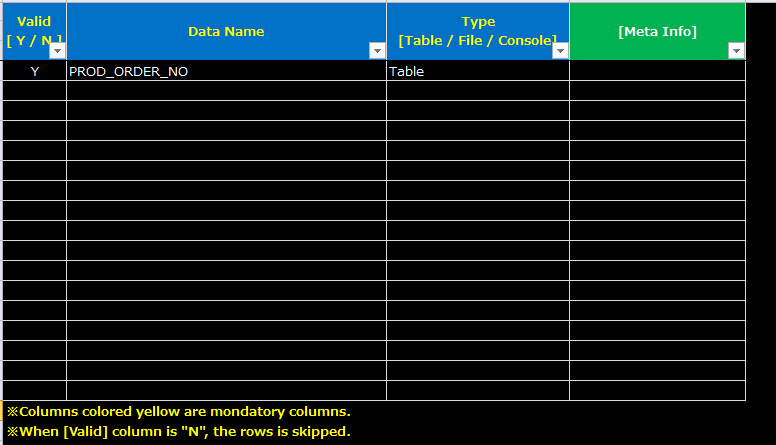 Valid
[ Y / N ]
Data Name
Type
[Table / File / Console]
[Meta Info]
Y PROD_ORDER_NO Table
※Columns colored yellow are mondatory columns.
※When [Valid] column is "N", the rows is skipped.